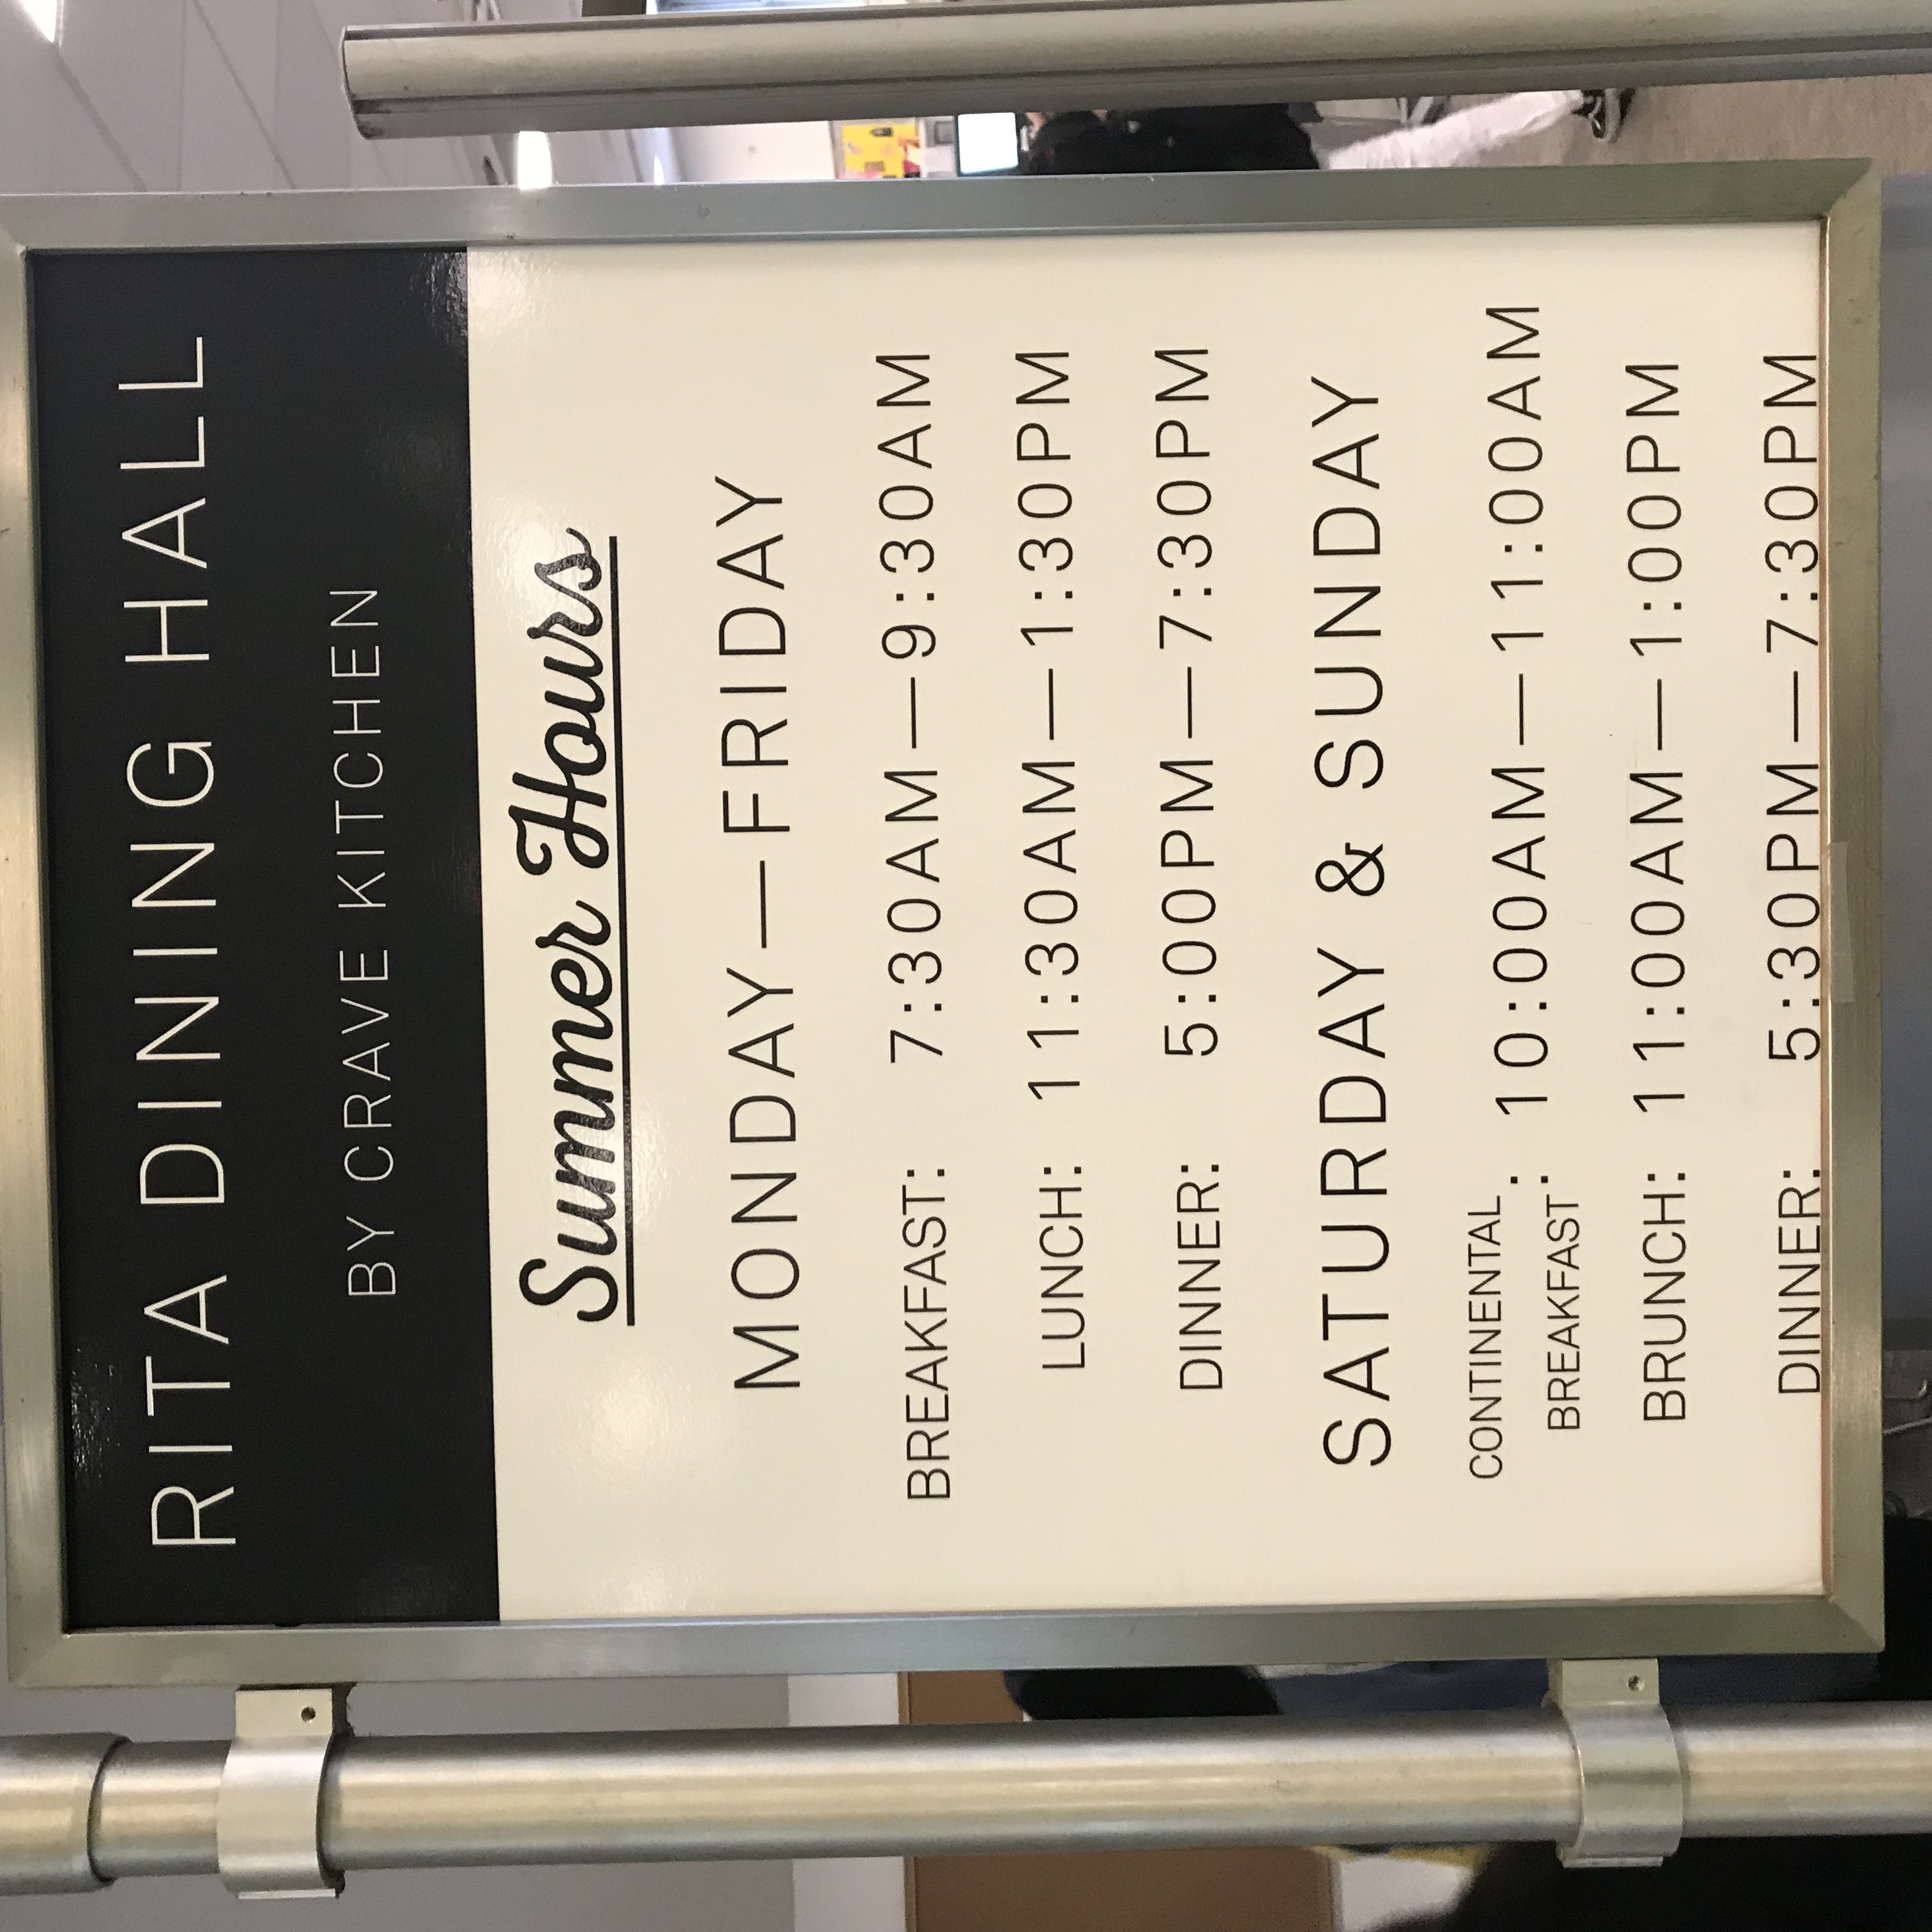 RITA DINING HALL
BY CRAVE KITCHEN
Summer Hours
MONDAY—FRIDAY
BREAKFAST: 7:30AM—9:30AM
LUNCH: 11:30AM—1:30PM
DINNER: 5:00PM—7:30PM
SATURDAY & SUNDAY
CONTINENTAL
BREAKFAST : 10:00AM—11:00AM
BRUNCH: 11:00AM—1:00PM
DINNER: 5:30PM—7:30PM